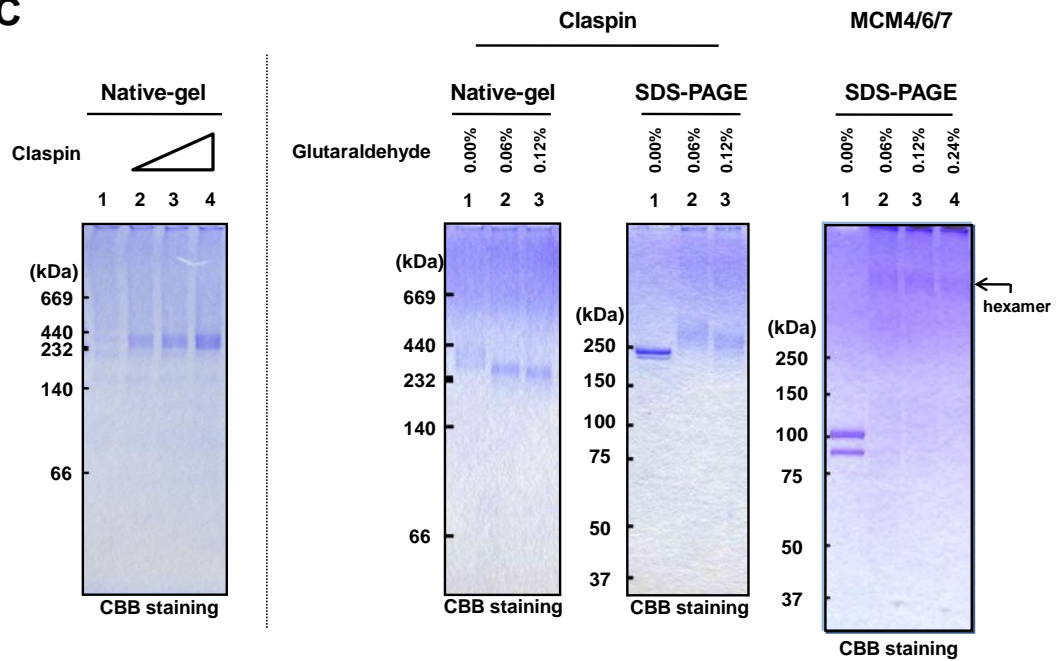 C
Claspin
MCM4/6/7
Native-gel
Native-gel
SDS-PAGE
SDS-PAGE
Claspin
Glutaraldehyde
0.00%
0.06%
0.12%
0.00%
0.06%
0.12%
0.00%
0.06%
0.12%
0.24%
1 2 3 4
1 2 3
1 2 3
1 2 3 4
(kDa)
669
440
232
140
66
CBB staining
(kDa)
669
440
232
140
66
CBB staining
(kDa)
250
150
100
75
50
37
CBB staining
(kDa)
250
150
100
75
50
37
hexamer
CBB staining